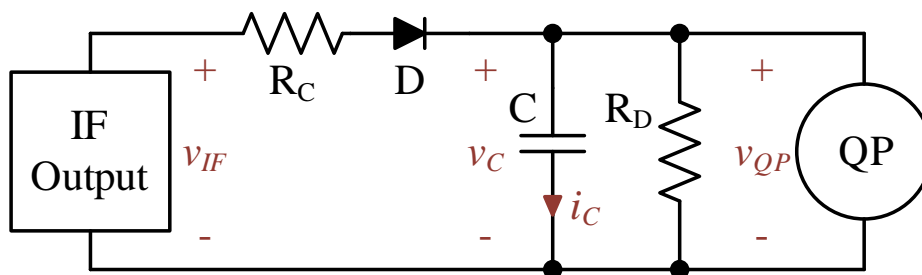 +
R_C
D
+
C
R_D
+
IF
Output
v_IF
v_C
i_C
v_QP
QP
-
-
-